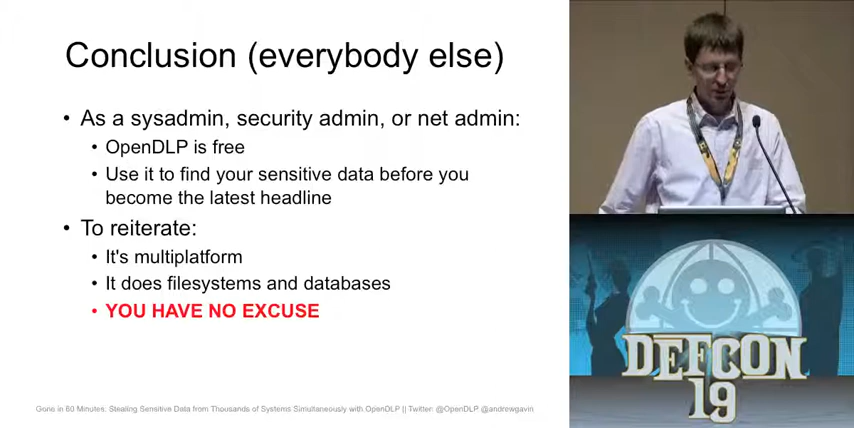 Conclusion (everybody else)
• As a sysadmin, security admin, or net admin:
• OpenDLP is free
• Use it to find your sensitive data before you
become the latest headline
• To reiterate:
• It's multiplatform
• It does filesystems and databases
• YOU HAVE NO EXCUSE
Gone in 60 Minutes: Stealing Sensitive Data from Thousands of Systems Simultaneously with OpenDLP || Twitter: @OpenDLP @andrewgavin
DEFCON
19